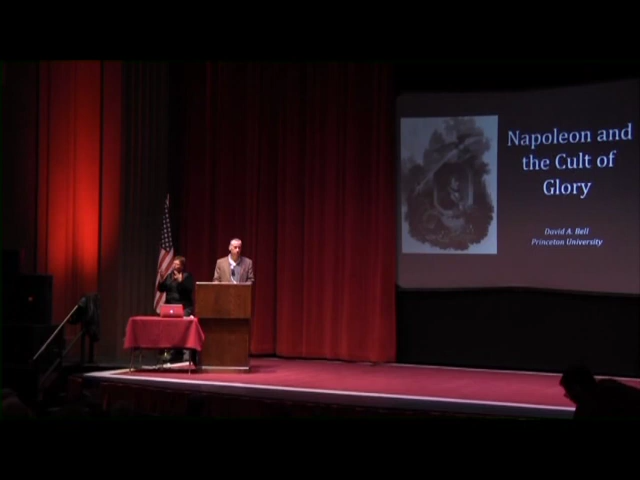 Napoleon and
the Cult of
Glory
David A. Bell
Princeton University